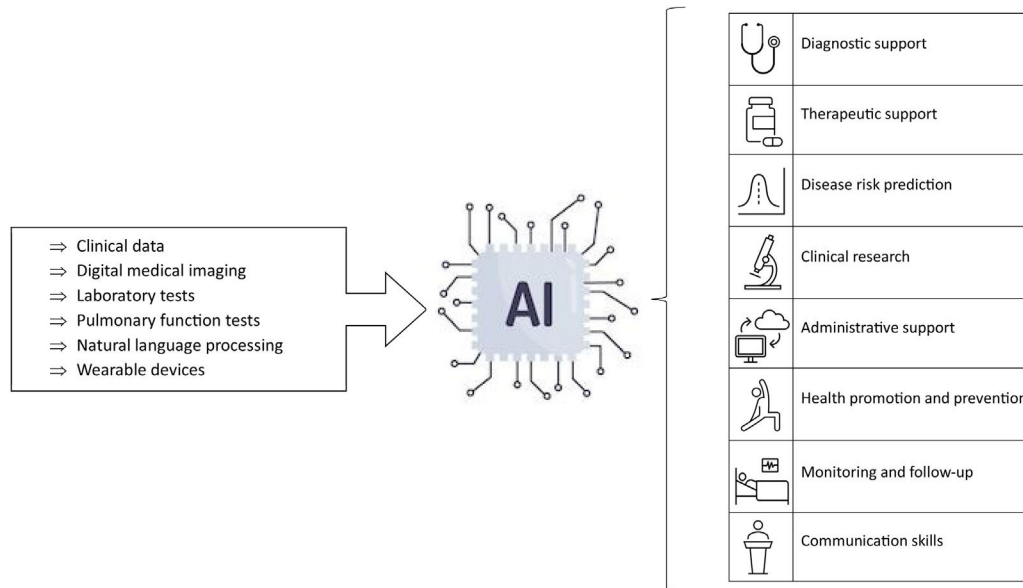 ⇒ Clinical data
⇒ Digital medical imaging
⇒ Laboratory tests
⇒ Pulmonary function tests
⇒ Natural language processing
⇒ Wearable devices
AI
Diagnostic support
Therapeutic support
Disease risk prediction
Clinical research
Administrative support
Health promotion and prevention
Monitoring and follow-up
Communication skills